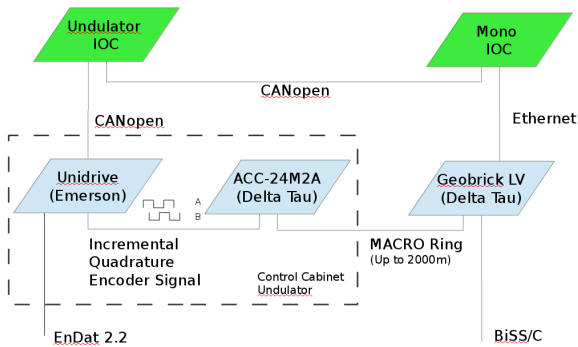 Undulator
IOC
Mono
IOC
CANopen
CANopen
Ethernet
Unidrive
(Emerson)
A
B
ACC-24M2A
(Delta Tau)
Geobrick LV
(Delta Tau)
Incremental
Quadrature
Encoder Signal
MACRO Ring
(Up to 2000m)
Control Cabinet
Undulator
EnDat 2.2
BiSS/C